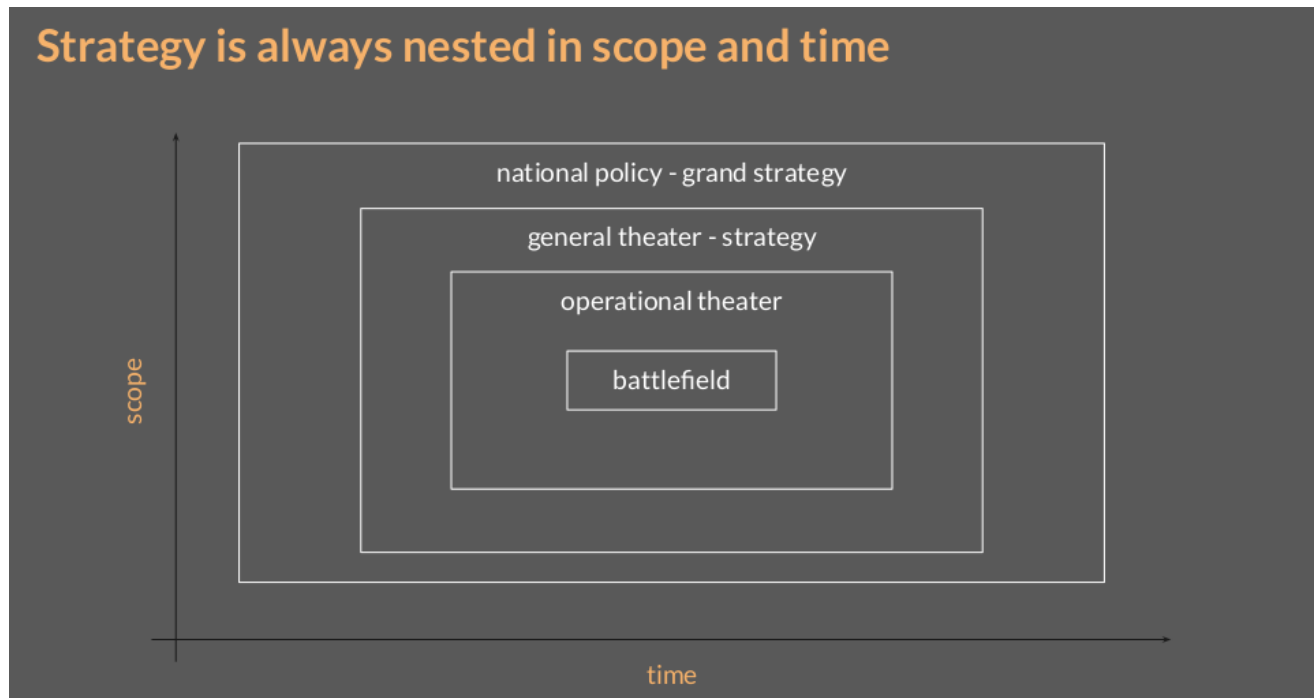 Strategy is always nested in scope and time
national policy - grand strategy
general theater - strategy
operational theater
battlefield
scope
time